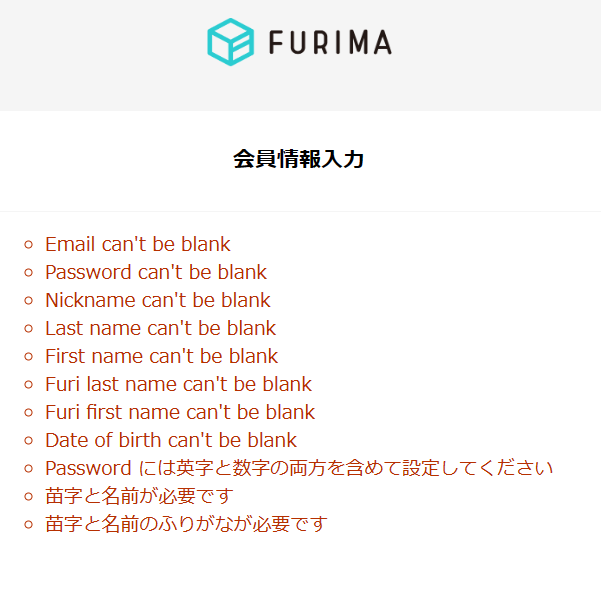 FURIMA
会員情報入力
Email can't be blank
Password can't be blank
Nickname can't be blank
Last name can't be blank
First name can't be blank
Furi last name can't be blank
Furi first name can't be blank
Date of birth can't be blank
Password には英字と数字の両方を含めて設定してください
苗字と名前が必要です
苗字と名前のふりがなが必要です